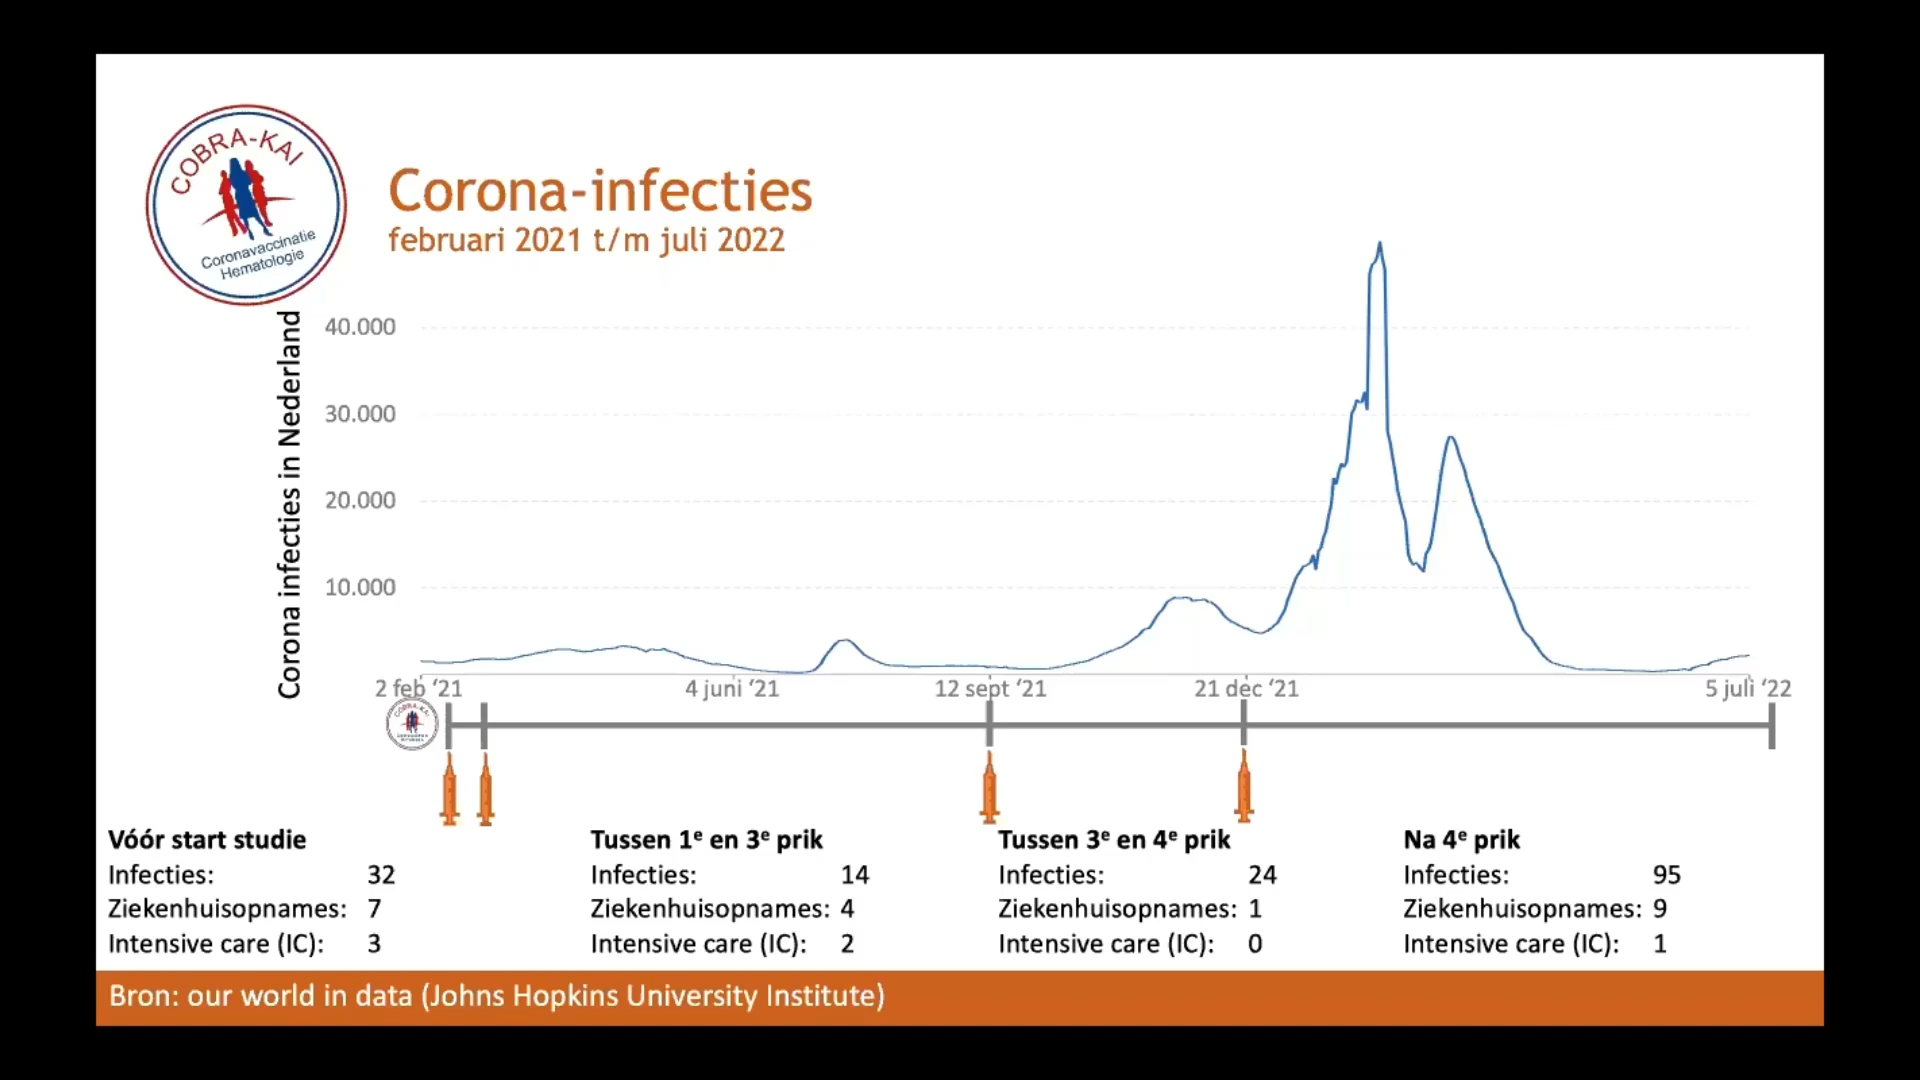 COBRA-KAI
Coronavaccinatie
Hematologie
Corona-infecties
februari 2021 t/m juli 2022
Corona infecties in Nederland
40.000
30.000
20.000
10.000
2 feb ‘21
4 juni ‘21
12 sept ‘21
21 dec ‘21
5 juli ‘22
COBRA-KAI
Vóór start studie
Infecties: 32
Ziekenhuisopnames: 7
Intensive care (IC): 3
Tussen 1e en 3e prik
Infecties: 14
Ziekenhuisopnames: 4
Intensive care (IC): 2
Tussen 3e en 4e prik
Infecties: 24
Ziekenhuisopnames: 1
Intensive care (IC): 0
Na 4e prik
Infecties: 95
Ziekenhuisopnames: 9
Intensive care (IC): 1
Bron: our world in data (Johns Hopkins University Institute)